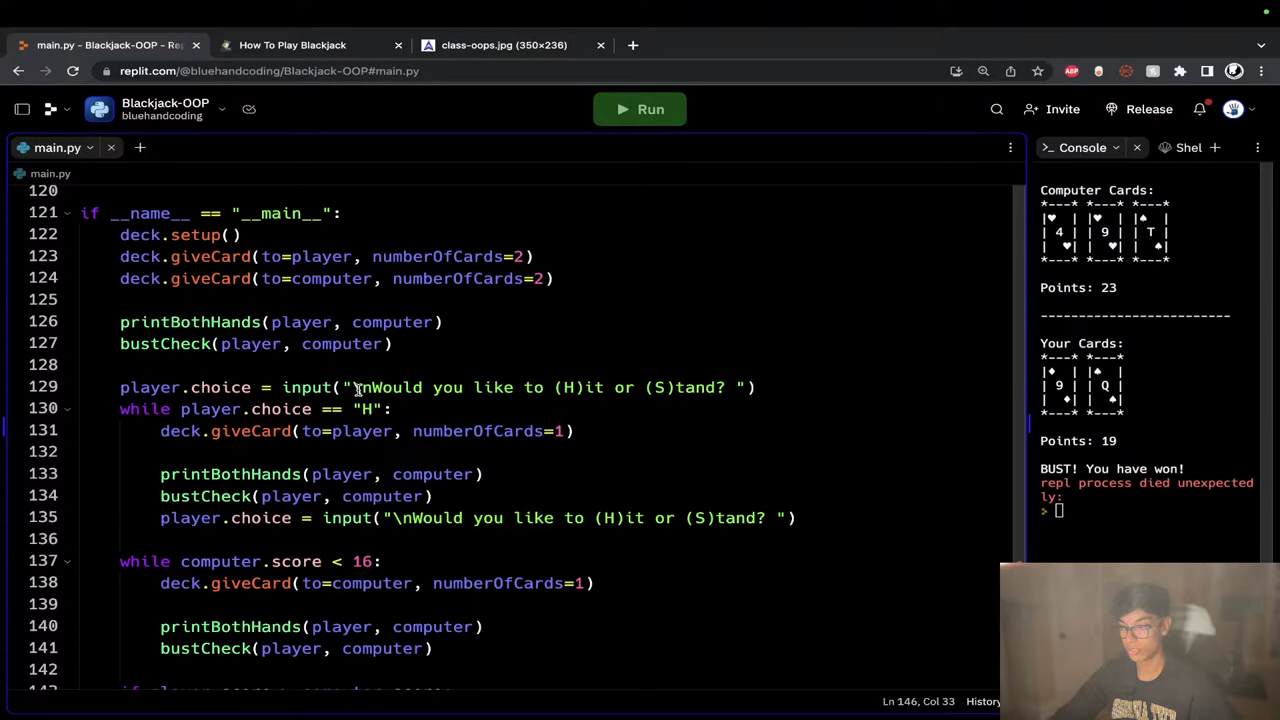 main.py - Blackjack-OOP - Rep
How To Play Blackjack
class-oops.jpg (350×236)
replit.com/@bluehandcoding/Blackjack-OOP#main.py
ABP
Blackjack-OOP
bluehandcoding
Run
Invite
Release
main.py
Console
Shel
main.py
120
121 if __name__ == "__main__":
122 deck.setup()
123 deck.giveCard(to=player, numberOfCards=2)
124 deck.giveCard(to=computer, numberOfCards=2)
125
126 printBothHands(player, computer)
127 bustCheck(player, computer)
128
129 player.choice = input("\nWould you like to (H)it or (S)tand? ")
130 while player.choice == "H":
131 deck.giveCard(to=player, numberOfCards=1)
132
133 printBothHands(player, computer)
134 bustCheck(player, computer)
135 player.choice = input("\nWould you like to (H)it or (S)tand? ")
136
137 while computer.score < 16:
138 deck.giveCard(to=computer, numberOfCards=1)
139
140 printBothHands(player, computer)
141 bustCheck(player, computer)
142
Ln 146, Col 33
History
Computer Cards:
*---* *---* *---*
|♥  | |♥  | |♠  |
| 4 | | 9 | | T |
|  ♥| |  ♥| |  ♠|
*---* *---* *---*
Points: 23
-------------------------
Your Cards:
*---* *---*
|♦  | |♠  |
| 9 | | Q |
|  ♦| |  ♠|
*---* *---*
Points: 19
BUST! You have won!
repl process died unexpected
ly: